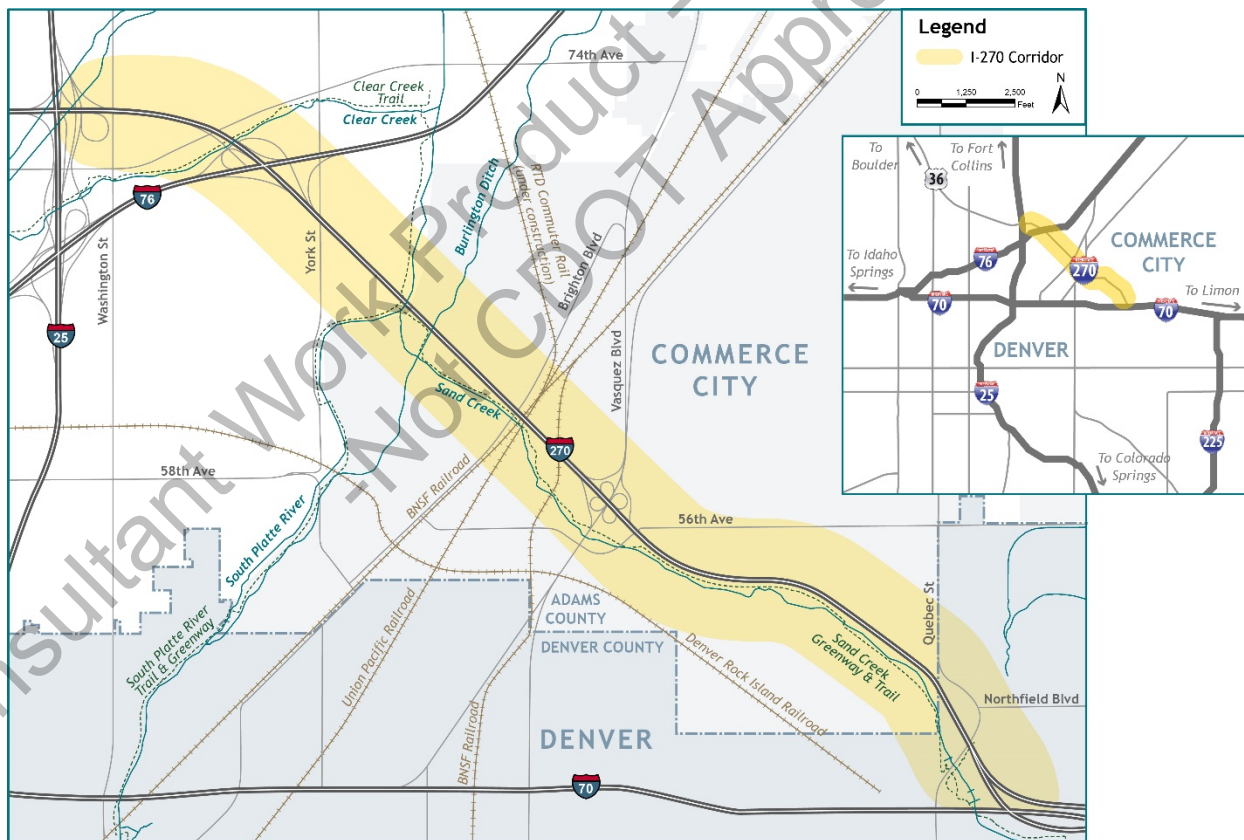 Consultant Work Product -
-Not CDOT Appro
Legend
I-270 Corridor
0 1,250 2,500
Feet
N
74th Ave
Clear Creek
Trail
Clear Creek
76
Burlington Ditch
RTD Commuter Rail
(under construction)
Brighton Blvd
Washington St
York St
25
Vasquez Blvd
COMMERCE
CITY
Sand Creek
270
58th Ave
BNSF Railroad
56th Ave
South Platte River
ADAMS
COUNTY
DENVER COUNTY
Quebec St
South Platte River
Trail & Greenway
Union Pacific Railroad
Denver Rock Island Railroad
Sand Creek
Greenway & Trail
Northfield Blvd
BNSF Railroad
DENVER
70
To
Boulder
To Fort
Collins
36
COMMERCE
CITY
To Idaho
Springs
76
270
To Limon
70
70
DENVER
25
225
To Colorado
Springs